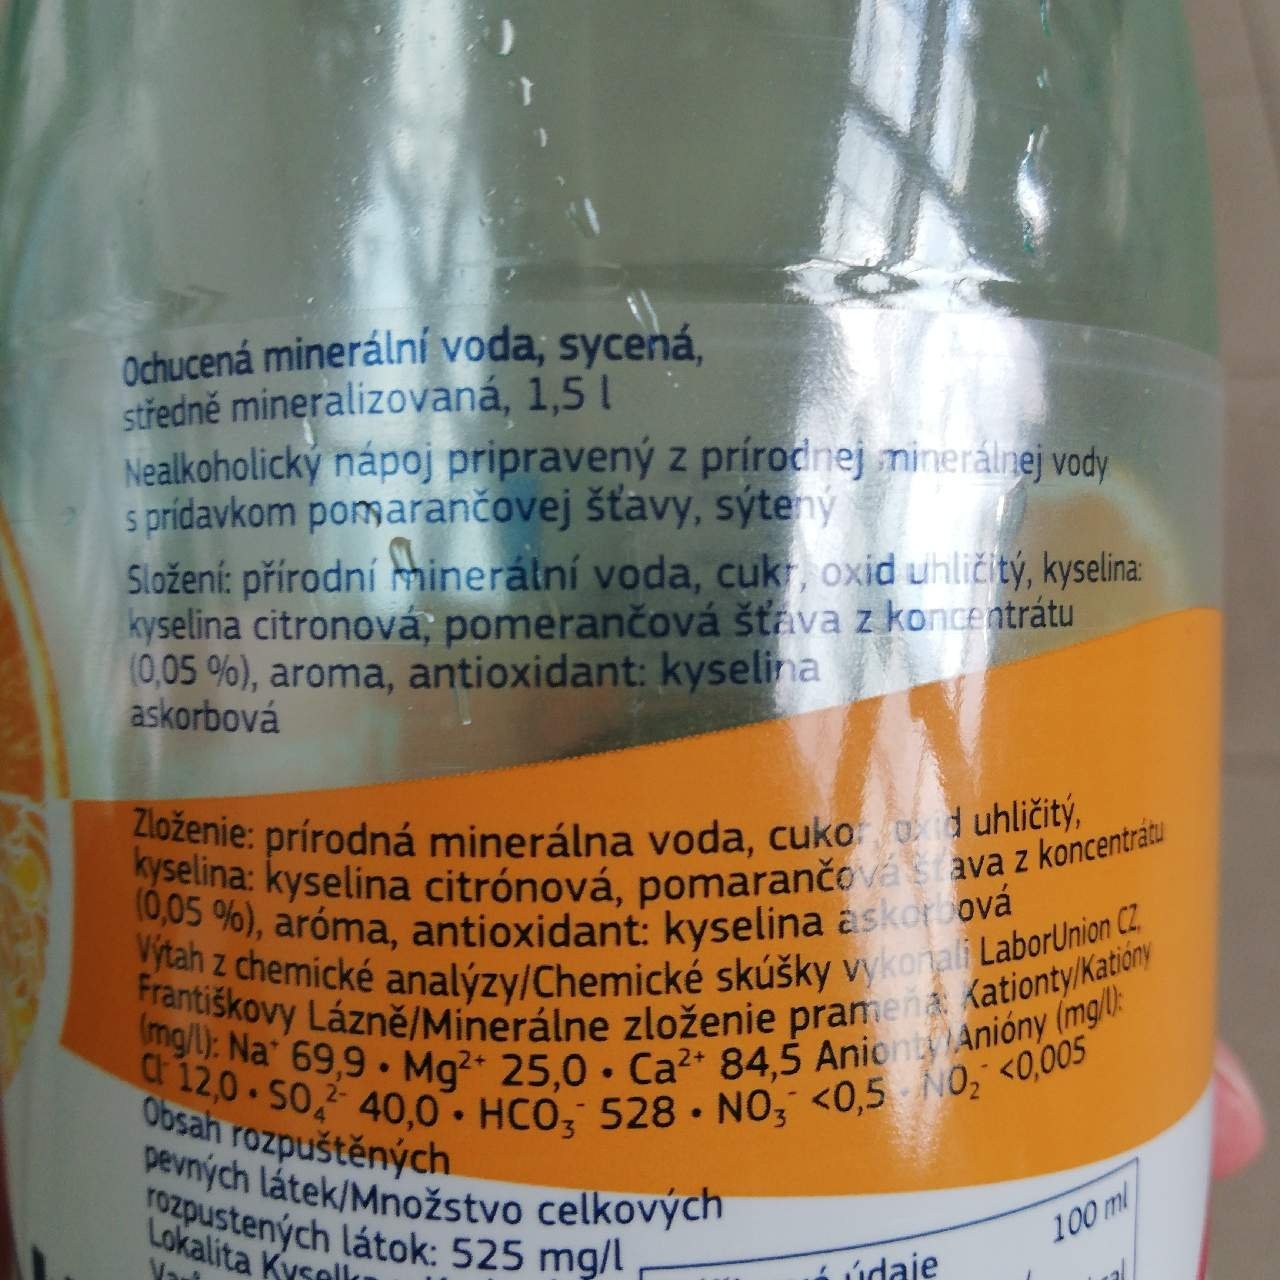 Ochucená minerální voda, sycená,
středně mineralizovaná, 1,5 l
Nealkoholický nápoj pripravený z prírodnej minerálnej vody
s prídavkom pomarančovej šťavy, sýtený
Složení: přírodní minerální voda, cukr, oxid uhličitý, kyselina:
kyselina citronová, pomerančová šťáva z koncentrátu
(0,05 %), aroma, antioxidant: kyselina
askorbová
Zloženie: prírodná minerálna voda, cukor, oxid uhličitý,
kyselina: kyselina citrónová, pomarančová šťava z koncentrátu
(0,05 %), aróma, antioxidant: kyselina askorbová
Výtah z chemické analýzy/Chemické skúšky vykonali LaborUnion CZ,
Františkovy Lázně/Minerálne zloženie prameňa: Kationty/Katióny
(mg/l): Na⁺ 69,9 • Mg²⁺ 25,0 • Ca²⁺ 84,5 Anionty/Anióny (mg/l):
Cl⁻ 12,0 • SO₄²⁻ 40,0 • HCO₃⁻ 528 • NO₃⁻ <0,5 • NO₂⁻ <0,005
Obsah rozpuštěných
pevných látek/Množstvo celkových
rozpustených látok: 525 mg/l
Lokalita
100 ml
údaje